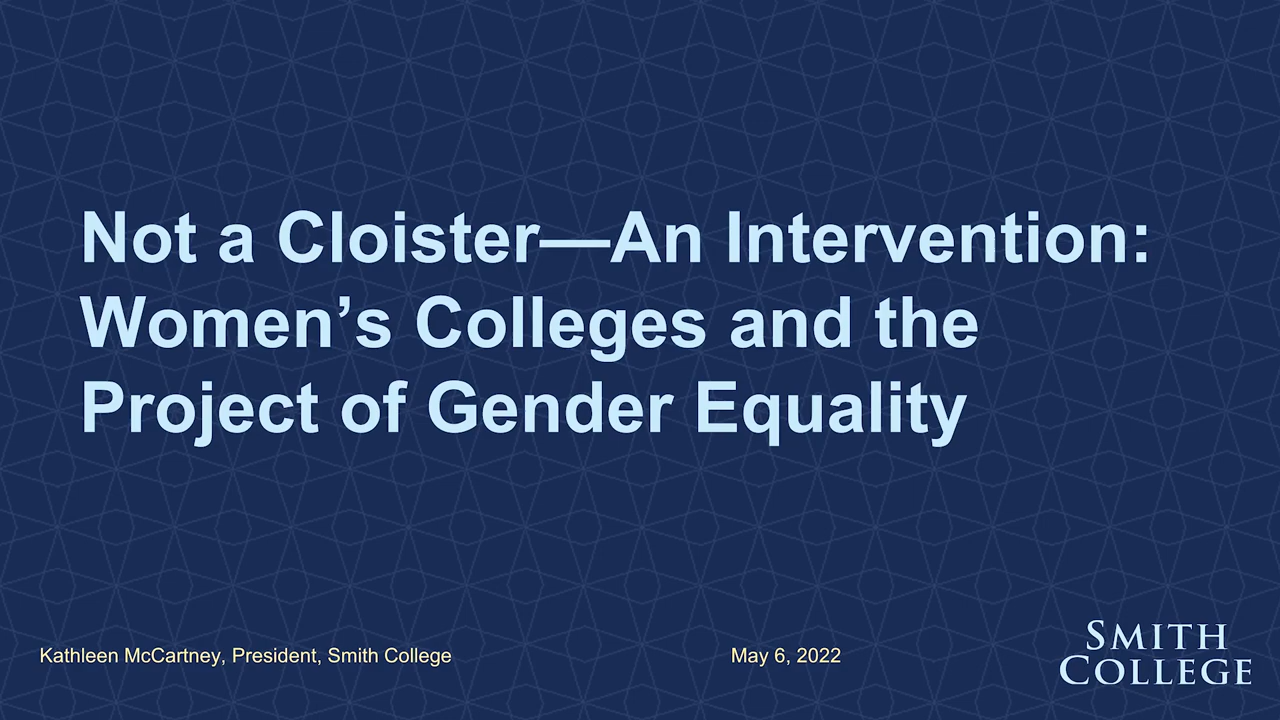 Not a Cloister—An Intervention:
Women’s Colleges and the
Project of Gender Equality
Kathleen McCartney, President, Smith College
May 6, 2022
SMITH
COLLEGE